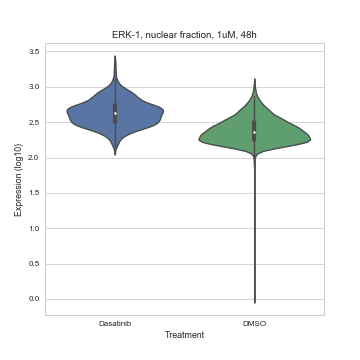 ERK-1, nuclear fraction, 1uM, 48h
3.5
3.0
2.5
2.0
1.5
1.0
0.5
0.0
Expression (log10)
Dasatinib DMSO
Treatment